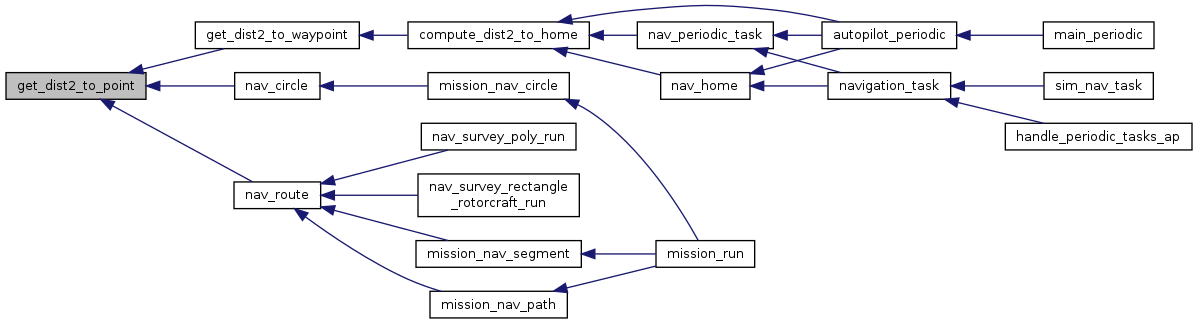 get_dist2_to_point
get_dist2_to_waypoint
compute_dist2_to_home
nav_periodic_task
autopilot_periodic
main_periodic
nav_circle
mission_nav_circle
nav_home
navigation_task
sim_nav_task
handle_periodic_tasks_ap
nav_route
nav_survey_poly_run
nav_survey_rectangle
_rotorcraft_run
mission_nav_segment
mission_run
mission_nav_path